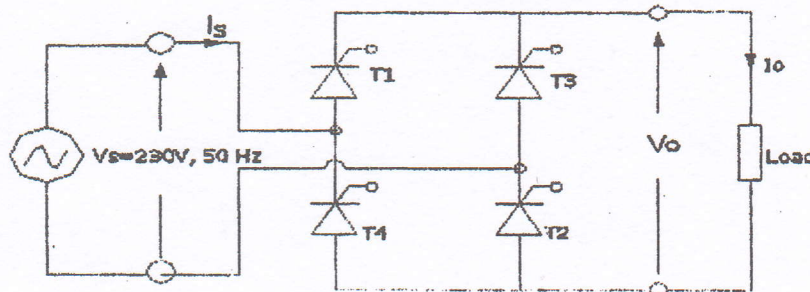 Is
T1
T3
Io
Vs=230V, 50 Hz
Vo
Load
T4
T2